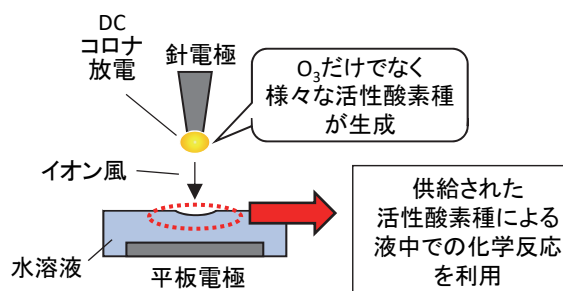 DC
コロナ
放電
針電極
O₃だけでなく
様々な活性酸素種
が生成
イオン風
供給された
活性酸素種による
液中での化学反応
を利用
水溶液
平板電極